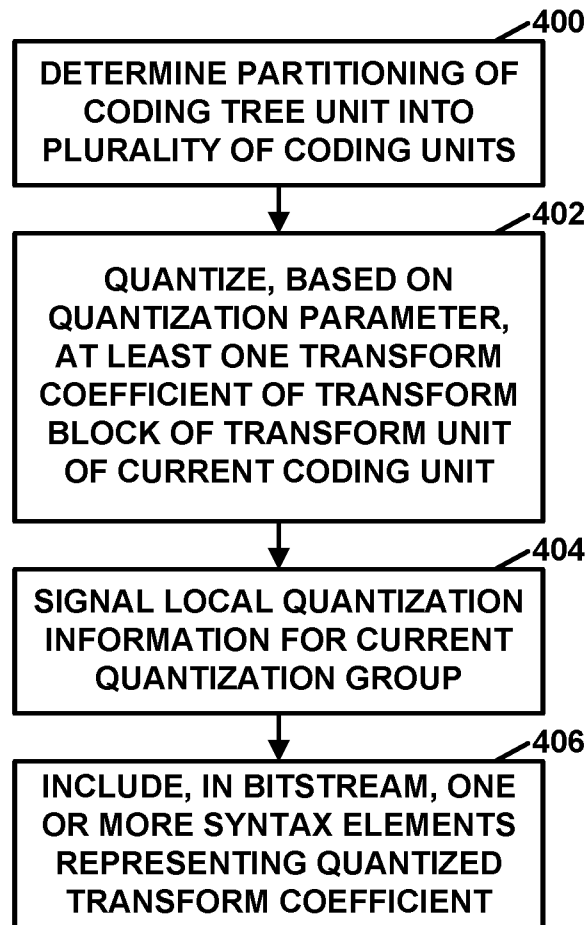 400
DETERMINE PARTITIONING OF
CODING TREE UNIT INTO
PLURALITY OF CODING UNITS
402
QUANTIZE, BASED ON
QUANTIZATION PARAMETER,
AT LEAST ONE TRANSFORM
COEFFICIENT OF TRANSFORM
BLOCK OF TRANSFORM UNIT
OF CURRENT CODING UNIT
404
SIGNAL LOCAL QUANTIZATION
INFORMATION FOR CURRENT
QUANTIZATION GROUP
406
INCLUDE, IN BITSTREAM, ONE
OR MORE SYNTAX ELEMENTS
REPRESENTING QUANTIZED
TRANSFORM COEFFICIENT